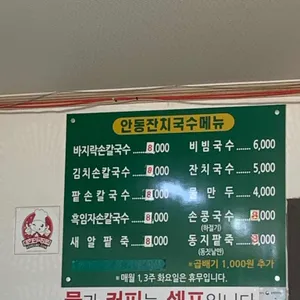 안동잔치국수메뉴
바지락손칼국수 ...... 8,000
김치손칼국수 ...... 8,000
팥손칼국수 ...... 8,000
흑임자손칼국수 ...... 8,000
새알팥죽 ...... 8,000
비빔국수 ...... 6,000
잔치국수 ...... 5,000
물만두 ...... 4,000
손콩국수 ...... 8,000
(하절기)
동지팥죽
(동짓날만)
*곱배기 1,000원 추가
*매월 1,3주 화요일은 휴무입니다.
물과 커피는 셀프입니다